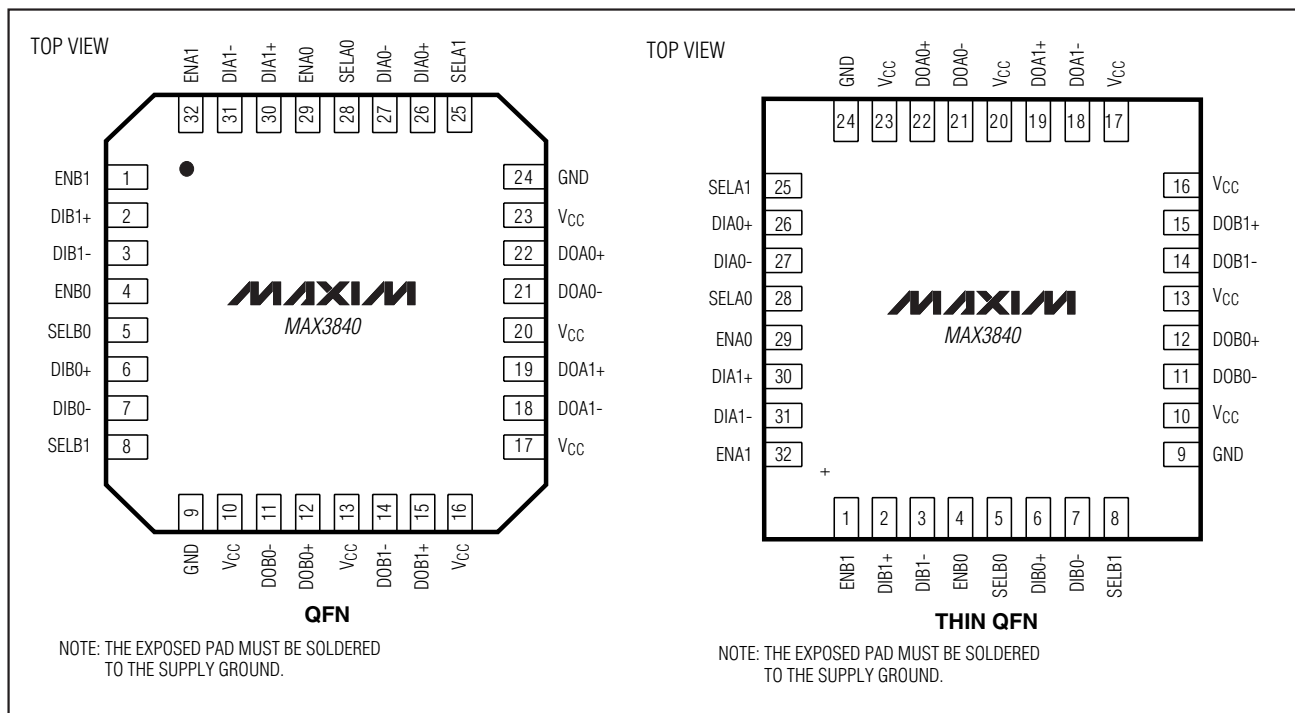 TOP VIEW
ENA1
DIA1-
DIA1+
ENA0
SELA0
DIA0-
DIA0+
SELA1
32
31
30
29
28
27
26
25
ENB1 1
DIB1+ 2
DIB1- 3
ENB0 4
SELB0 5
DIB0+ 6
DIB0- 7
SELB1 8
MAXIM
MAX3840
24 GND
23 VCC
22 DOA0+
21 DOA0-
20 VCC
19 DOA1+
18 DOA1-
17 VCC
9
10
11
12
13
14
15
16
GND
VCC
DOB0-
DOB0+
VCC
DOB1-
DOB1+
VCC
QFN
NOTE: THE EXPOSED PAD MUST BE SOLDERED
TO THE SUPPLY GROUND.
TOP VIEW
GND
VCC
DOA0+
DOA0-
VCC
DOA1+
DOA1-
VCC
24
23
22
21
20
19
18
17
SELA1 25
DIA0+ 26
DIA0- 27
SELA0 28
ENA0 29
DIA1+ 30
DIA1- 31
ENA1 32
+
MAXIM
MAX3840
16 VCC
15 DOB1+
14 DOB1-
13 VCC
12 DOB0+
11 DOB0-
10 VCC
9 GND
1
2
3
4
5
6
7
8
ENB1
DIB1+
DIB1-
ENB0
SELB0
DIB0+
DIB0-
SELB1
THIN QFN
NOTE: THE EXPOSED PAD MUST BE SOLDERED
TO THE SUPPLY GROUND.